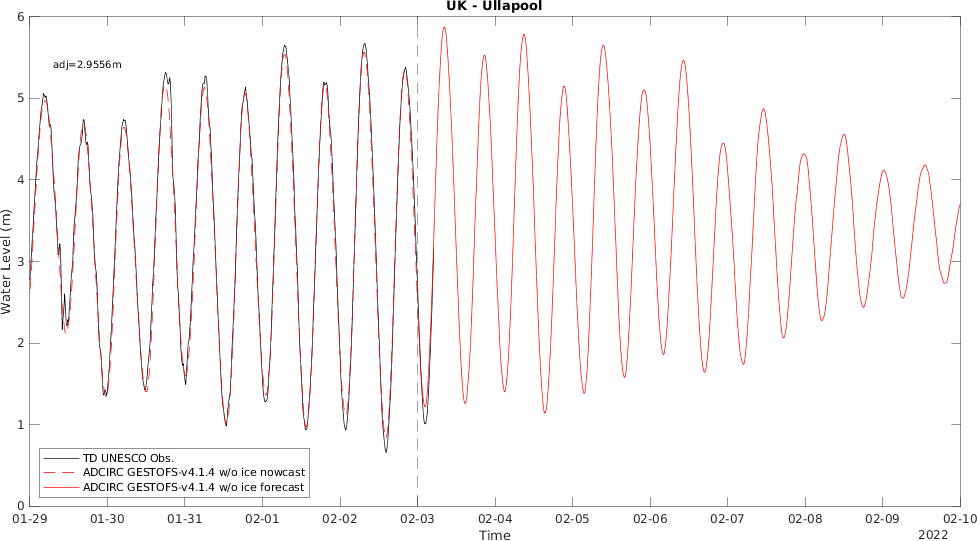 UK - Ullapool
6
adj=2.9556m
5
4
3
2
1
0
Water Level (m)
TD UNESCO Obs.
ADCIRC GESTOFS-v4.1.4 w/o ice nowcast
ADCIRC GESTOFS-v4.1.4 w/o ice forecast
01-29 01-30 01-31 02-01 02-02 02-03 02-04 02-05 02-06 02-07 02-08 02-09 02-10
Time
2022